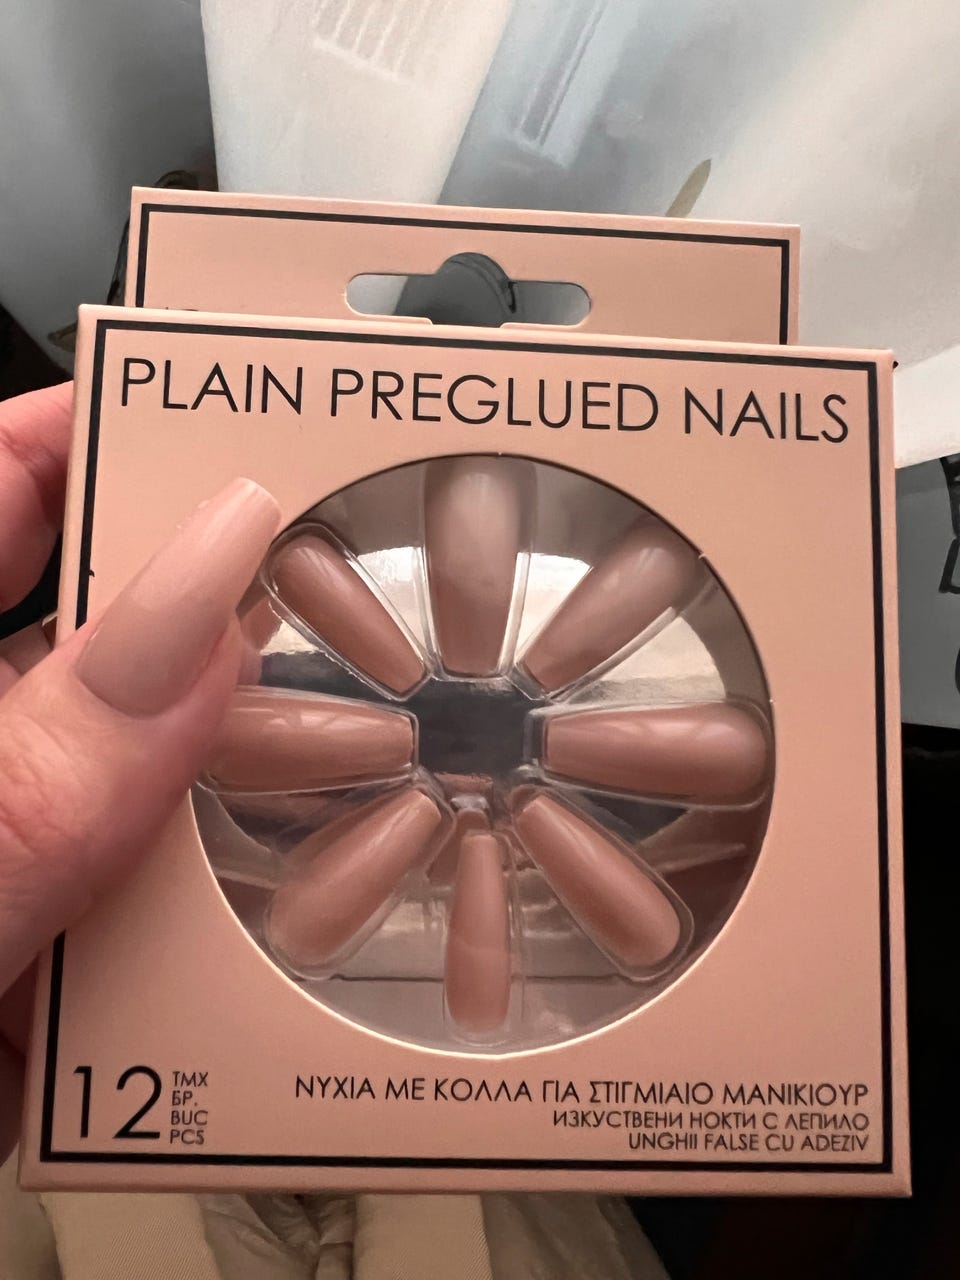 PLAIN PREGLUED NAILS
12
ΤΜΧ
БР.
BUC
PCS
ΝΥΧΙΑ ΜΕ ΚΟΛΛΑ ΓΙΑ ΣΤΙΓΜΙΑΙΟ ΜΑΝΙΚΙΟΥΡ
ИЗКУСТВЕНИ НОКТИ С ЛЕПИЛО
UNGHII FALSE CU ADEZIV